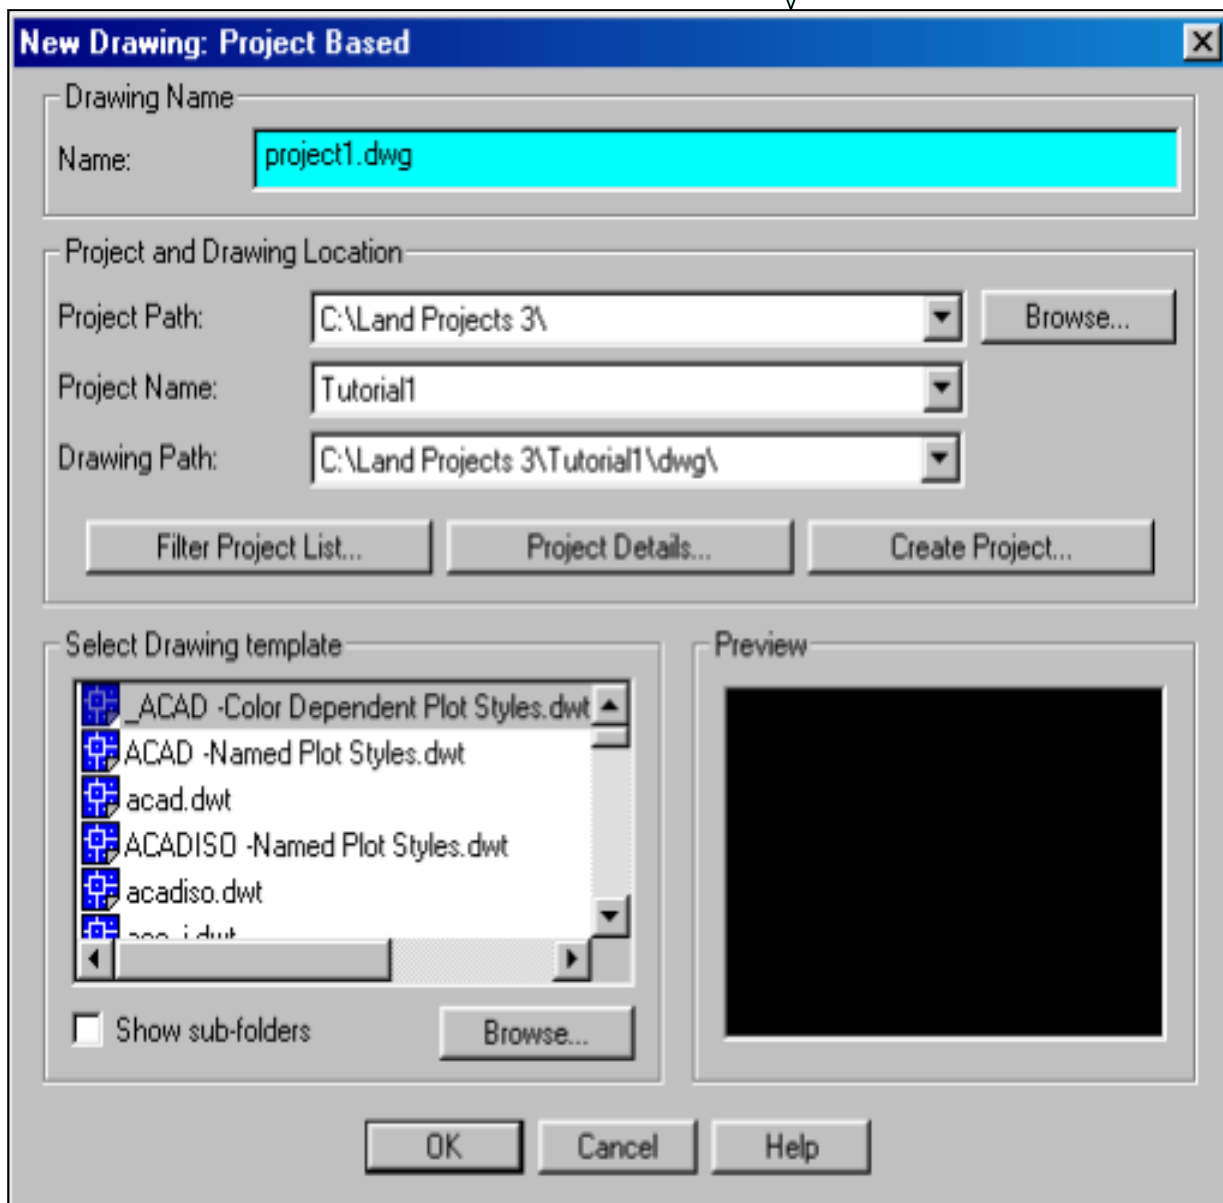 New Drawing: Project Based
Drawing Name
Name: project1.dwg
Project and Drawing Location
Project Path: C:\Land Projects 3\ Browse...
Project Name: Tutorial1
Drawing Path: C:\Land Projects 3\Tutorial1\dwg\
Filter Project List... Project Details... Create Project...
Select Drawing template Preview
_ACAD -Color Dependent Plot Styles.dwt
ACAD -Named Plot Styles.dwt
acad.dwt
ACADISO -Named Plot Styles.dwt
acadiso.dwt
Show sub-folders Browse...
OK Cancel Help